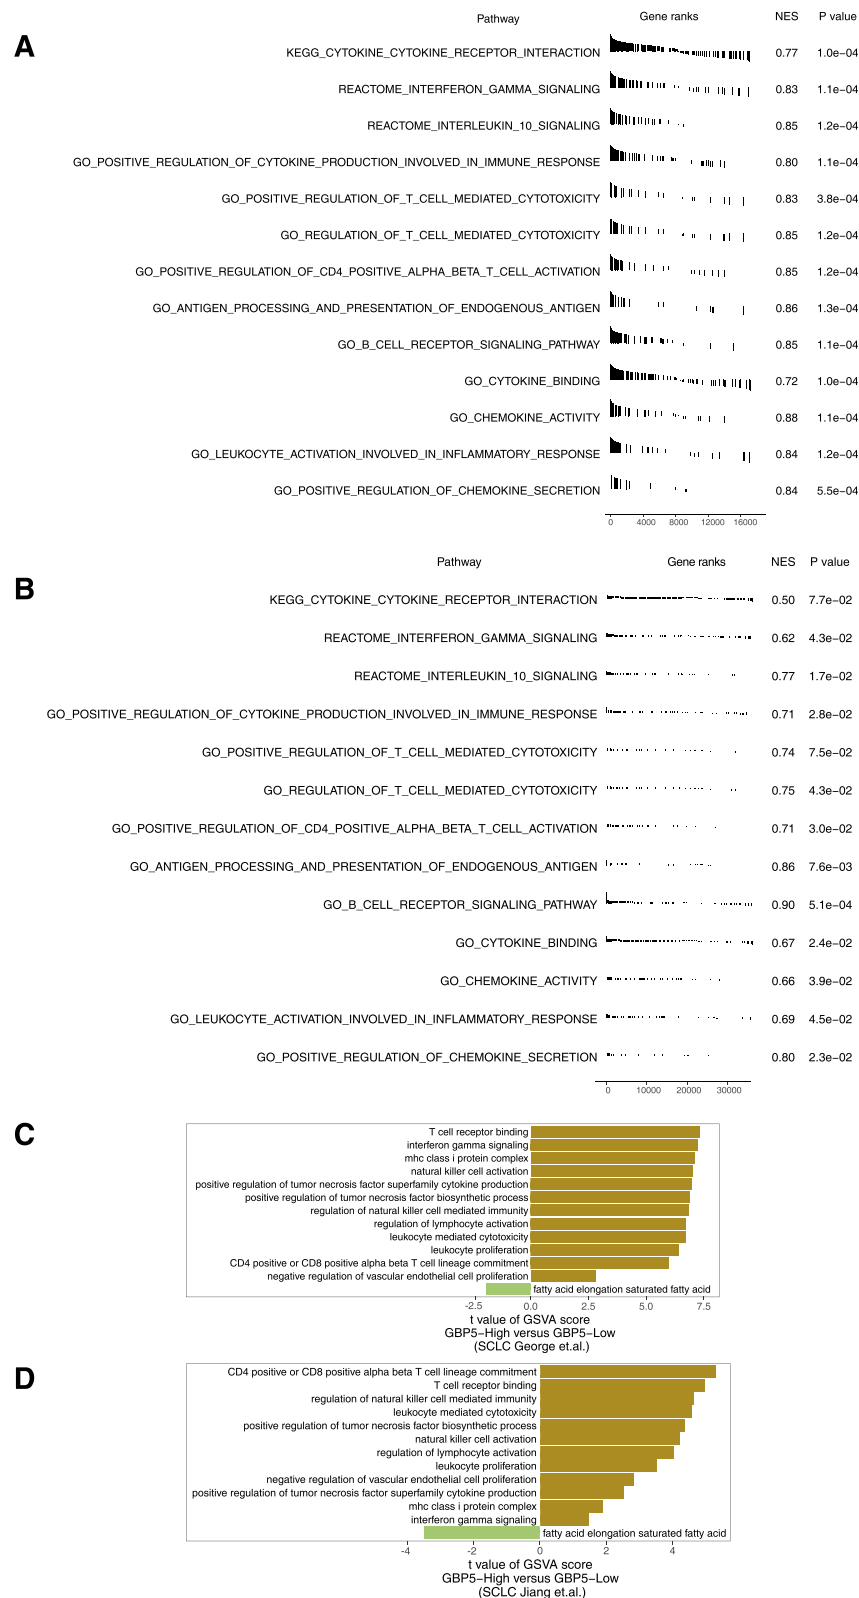 Pathway Gene ranks NES P value
A
KEGG_CYTOKINE_CYTOKINE_RECEPTOR_INTERACTION 0.77 1.0e−04
REACTOME_INTERFERON_GAMMA_SIGNALING 0.83 1.1e−04
REACTOME_INTERLEUKIN_10_SIGNALING 0.85 1.2e−04
GO_POSITIVE_REGULATION_OF_CYTOKINE_PRODUCTION_INVOLVED_IN_IMMUNE_RESPONSE 0.80 1.1e−04
GO_POSITIVE_REGULATION_OF_T_CELL_MEDIATED_CYTOTOXICITY 0.83 3.8e−04
GO_REGULATION_OF_T_CELL_MEDIATED_CYTOTOXICITY 0.85 1.2e−04
GO_POSITIVE_REGULATION_OF_CD4_POSITIVE_ALPHA_BETA_T_CELL_ACTIVATION 0.85 1.2e−04
GO_ANTIGEN_PROCESSING_AND_PRESENTATION_OF_ENDOGENOUS_ANTIGEN 0.86 1.3e−04
GO_B_CELL_RECEPTOR_SIGNALING_PATHWAY 0.85 1.1e−04
GO_CYTOKINE_BINDING 0.72 1.0e−04
GO_CHEMOKINE_ACTIVITY 0.88 1.1e−04
GO_LEUKOCYTE_ACTIVATION_INVOLVED_IN_INFLAMMATORY_RESPONSE 0.84 1.2e−04
GO_POSITIVE_REGULATION_OF_CHEMOKINE_SECRETION 0.84 5.5e−04
0 4000 8000 12000 16000
Pathway Gene ranks NES P value
B
KEGG_CYTOKINE_CYTOKINE_RECEPTOR_INTERACTION 0.50 7.7e−02
REACTOME_INTERFERON_GAMMA_SIGNALING 0.62 4.3e−02
REACTOME_INTERLEUKIN_10_SIGNALING 0.77 1.7e−02
GO_POSITIVE_REGULATION_OF_CYTOKINE_PRODUCTION_INVOLVED_IN_IMMUNE_RESPONSE 0.71 2.8e−02
GO_POSITIVE_REGULATION_OF_T_CELL_MEDIATED_CYTOTOXICITY 0.74 7.5e−02
GO_REGULATION_OF_T_CELL_MEDIATED_CYTOTOXICITY 0.75 4.3e−02
GO_POSITIVE_REGULATION_OF_CD4_POSITIVE_ALPHA_BETA_T_CELL_ACTIVATION 0.71 3.0e−02
GO_ANTIGEN_PROCESSING_AND_PRESENTATION_OF_ENDOGENOUS_ANTIGEN 0.86 7.6e−03
GO_B_CELL_RECEPTOR_SIGNALING_PATHWAY 0.90 5.1e−04
GO_CYTOKINE_BINDING 0.67 2.4e−02
GO_CHEMOKINE_ACTIVITY 0.66 3.9e−02
GO_LEUKOCYTE_ACTIVATION_INVOLVED_IN_INFLAMMATORY_RESPONSE 0.69 4.5e−02
GO_POSITIVE_REGULATION_OF_CHEMOKINE_SECRETION 0.80 2.3e−02
0 10000 20000 30000
C
T cell receptor binding
interferon gamma signaling
mhc class i protein complex
natural killer cell activation
positive regulation of tumor necrosis factor superfamily cytokine production
positive regulation of tumor necrosis factor biosynthetic process
regulation of natural killer cell mediated immunity
regulation of lymphocyte activation
leukocyte mediated cytotoxicity
leukocyte proliferation
CD4 positive or CD8 positive alpha beta T cell lineage commitment
negative regulation of vascular endothelial cell proliferation
fatty acid elongation saturated fatty acid
-2.5 0.0 2.5 5.0 7.5
t value of GSVA score
GBP5−High versus GBP5−Low
(SCLC George et.al.)
D
CD4 positive or CD8 positive alpha beta T cell lineage commitment
T cell receptor binding
regulation of natural killer cell mediated immunity
leukocyte mediated cytotoxicity
positive regulation of tumor necrosis factor biosynthetic process
natural killer cell activation
regulation of lymphocyte activation
leukocyte proliferation
negative regulation of vascular endothelial cell proliferation
positive regulation of tumor necrosis factor superfamily cytokine production
mhc class i protein complex
interferon gamma signaling
fatty acid elongation saturated fatty acid
-4 -2 0 2 4
t value of GSVA score
GBP5−High versus GBP5−Low
(SCLC Jiang et.al.)